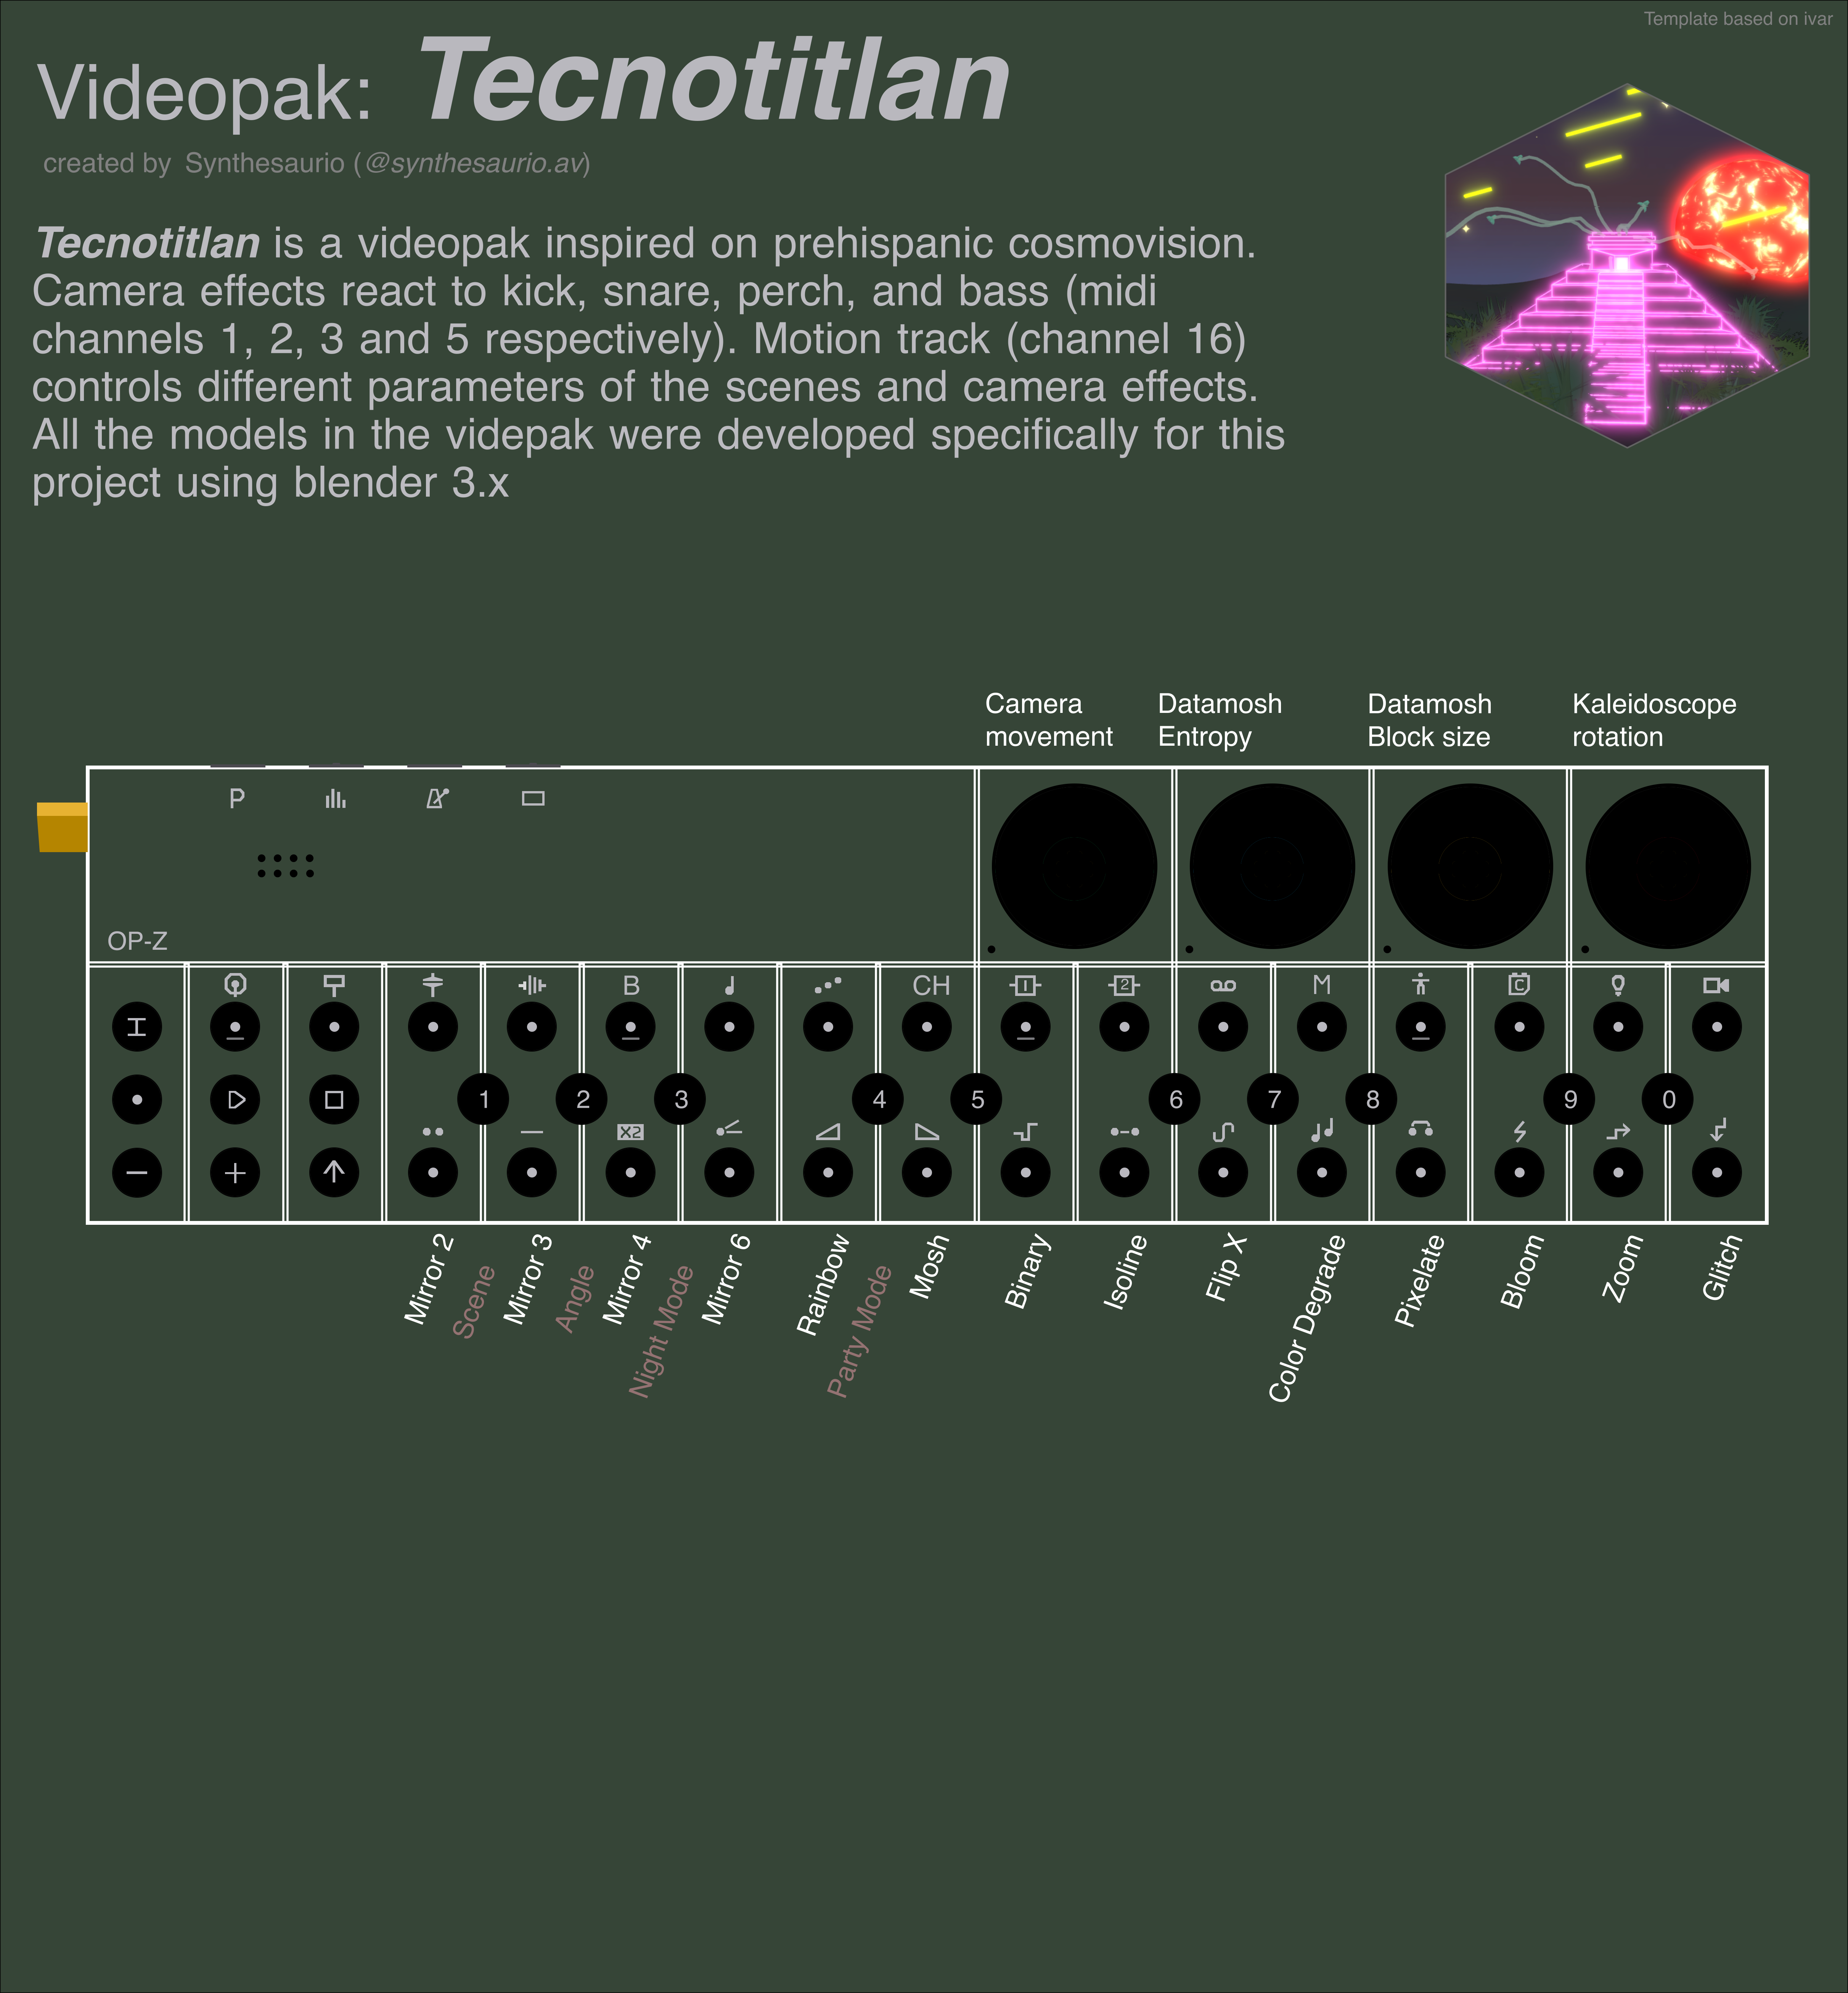 Template based on ivar
Videopak: Tecnotitlan
created by Synthesaurio (@synthesaurio.av)
Tecnotitlan is a videopak inspired on prehispanic cosmovision.
Camera effects react to kick, snare, perch, and bass (midi
channels 1, 2, 3 and 5 respectively). Motion track (channel 16)
controls different parameters of the scenes and camera effects.
All the models in the videpak were developed specifically for this
project using blender 3.x
Camera movement
Datamosh Entropy
Datamosh Block size
Kaleidoscope rotation
P
OP-Z
B CH 1 2 M C
1 2 3 4 5 6 7 8 9 0
X2
Mirror 2
Scene
Mirror 3
Angle
Mirror 4
Night Mode
Mirror 6
Rainbow
Party Mode
Mosh
Binary
Isoline
Flip X
Color Degrade
Pixelate
Bloom
Zoom
Glitch